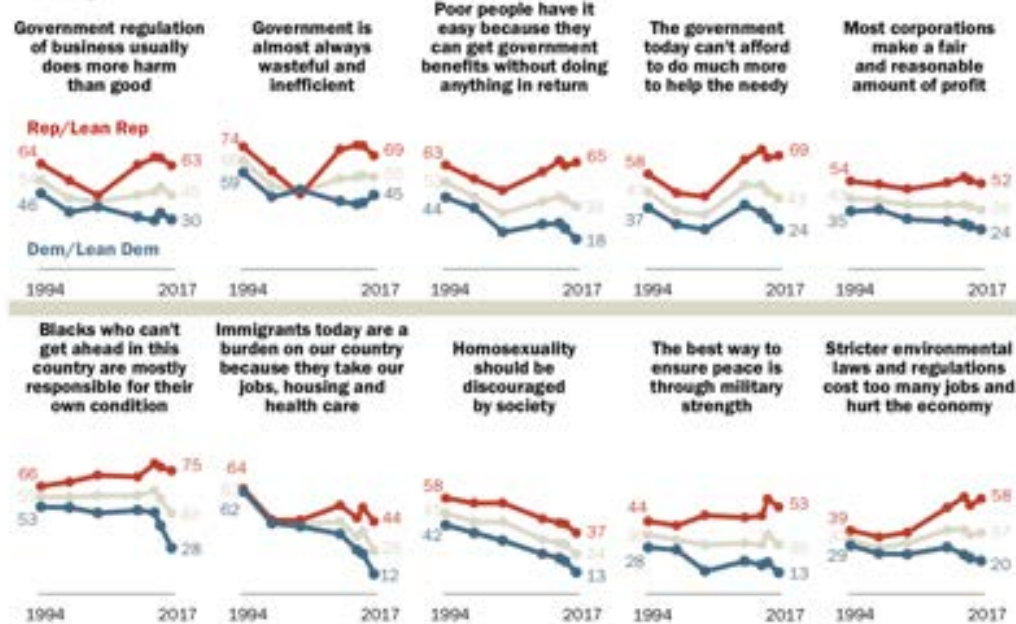 Government regulation
of business usually
does more harm
than good
Government is
almost always
wasteful and
inefficient
Poor people have it
easy because they
can get government
benefits without doing
anything in return
The government
today can't afford
to do much more
to help the needy
Most corporations
make a fair
and reasonable
amount of profit
Rep/Lean Rep
64
63
46
30
Dem/Lean Dem
74
69
59
45
63
65
44
18
58
69
37
24
54
52
35
24
1994 2017
1994 2017
1994 2017
1994 2017
1994 2017
Blacks who can't
get ahead in this
country are mostly
responsible for their
own condition
Immigrants today are a
burden on our country
because they take our
jobs, housing and
health care
Homosexuality
should be
discouraged
by society
The best way to
ensure peace is
through military
strength
Stricter environmental
laws and regulations
cost too many jobs and
hurt the economy
66
75
53
28
64
44
62
12
58
37
42
13
44
53
28
13
39
58
29
20
1994 2017
1994 2017
1994 2017
1994 2017
1994 2017